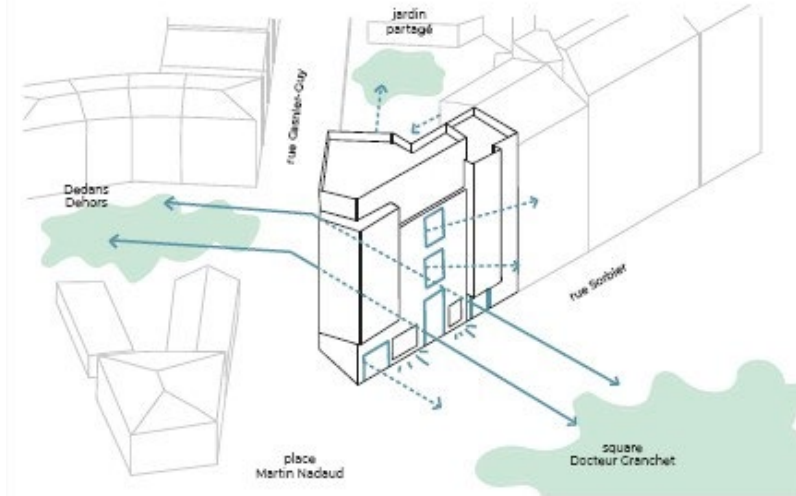 jardin
partagé
rue Gasnier-Guy
Dedans
Dehors
rue Sorbier
place
Martin Nadaud
square
Docteur Granchet